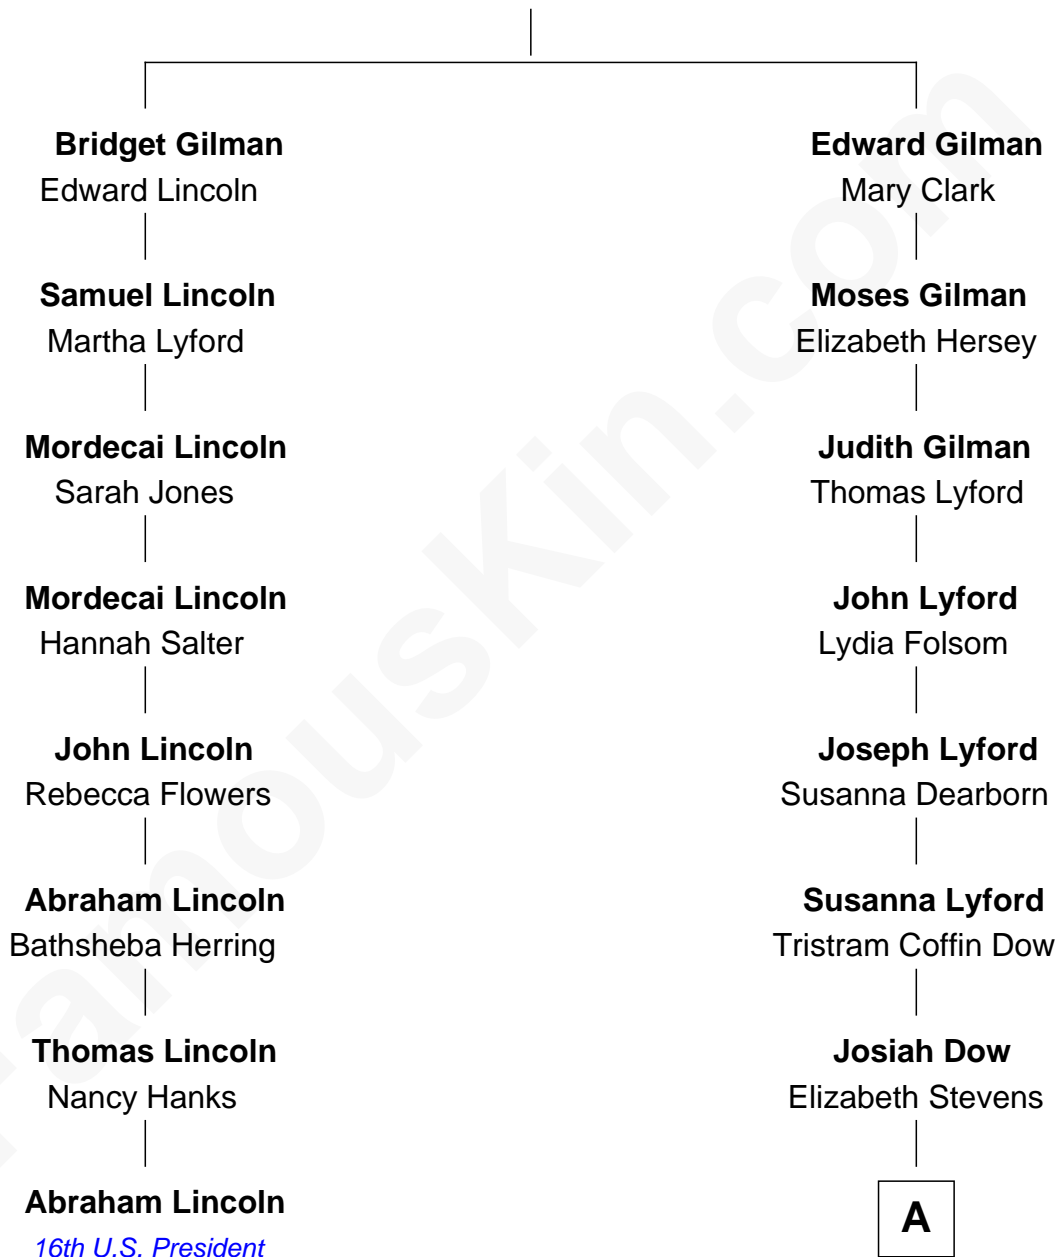 Bridget Gilman
Edward Lincoln
Samuel Lincoln
Martha Lyford
Mordecai Lincoln
Sarah Jones
Mordecai Lincoln
Hannah Salter
John Lincoln
Rebecca Flowers
Abraham Lincoln
Bathsheba Herring
Thomas Lincoln
Nancy Hanks
Abraham Lincoln
16th U.S. President
Edward Gilman
Mary Clark
Moses Gilman
Elizabeth Hersey
Judith Gilman
Thomas Lyford
John Lyford
Lydia Folsom
Joseph Lyford
Susanna Dearborn
Susanna Lyford
Tristram Coffin Dow
Josiah Dow
Elizabeth Stevens
A
FamousKin.com